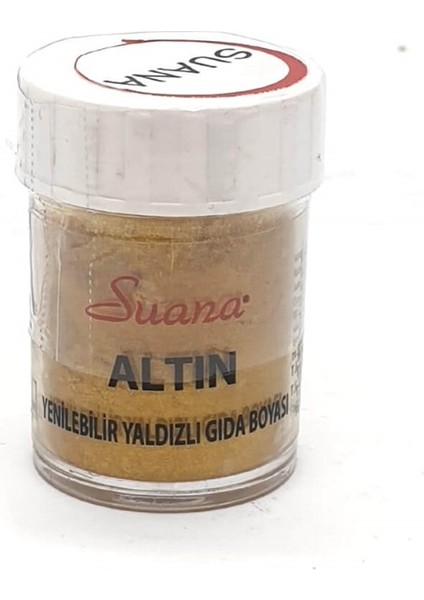 SUANA
Suana
ALTIN
YENİLEBİLİR YALDIZLI GIDA BOYASI